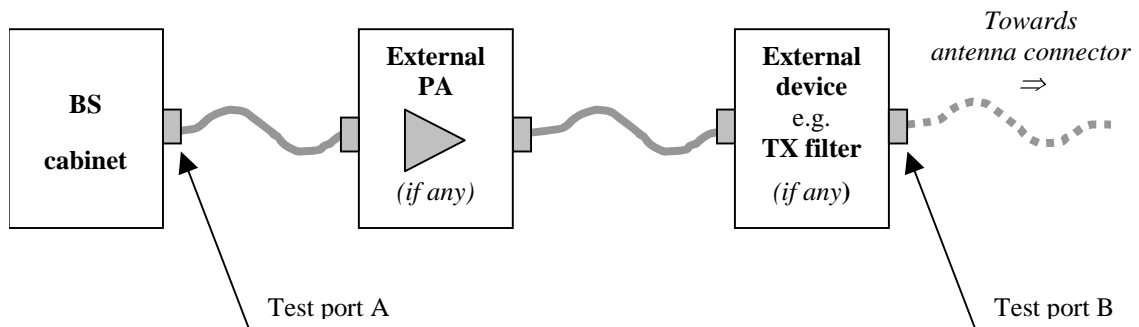 BS
cabinet
External
PA
(if any)
External
device
e.g.
TX filter
(if any)
Towards
antenna connector
⇒
Test port A
Test port B